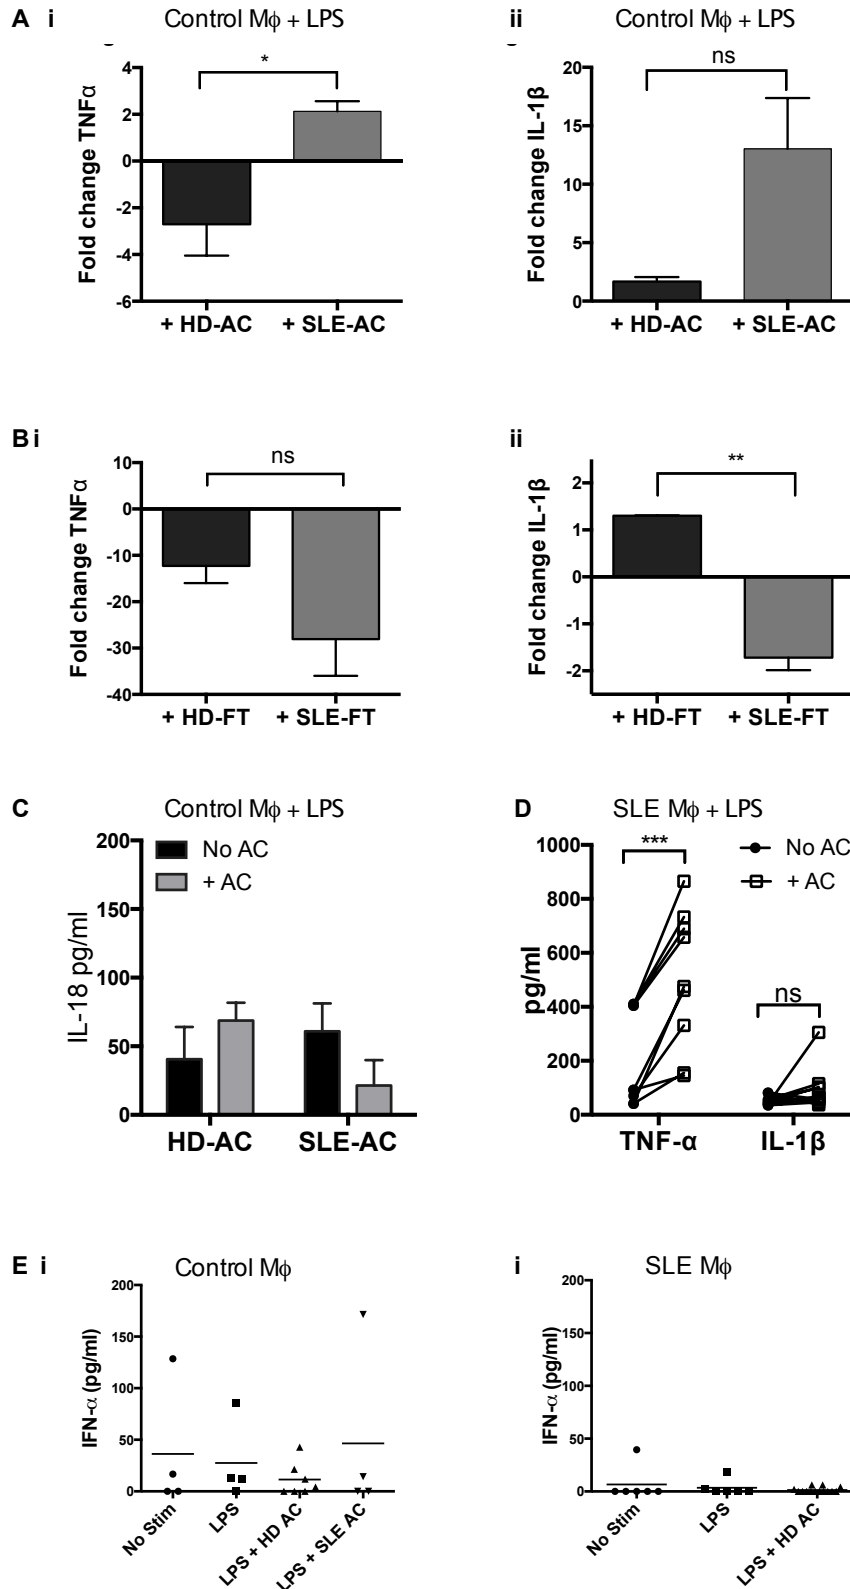 A i Control Mϕ + LPS
Fold change TNFα
4
2
0
-2
-4
-6
*
+ HD-AC + SLE-AC
ii Control Mϕ + LPS
Fold change IL-1β
20
15
10
5
0
ns
+ HD-AC + SLE-AC
B i
Fold change TNFα
10
0
-10
-20
-30
-40
ns
+ HD-FT + SLE-FT
ii
Fold change IL-1β
2
1
0
-1
-2
**
+ HD-FT + SLE-FT
C Control Mϕ + LPS
IL-18 pg/ml
200
150
100
50
0
No AC
+ AC
HD-AC SLE-AC
D SLE Mϕ + LPS
pg/ml
1000
800
600
400
200
0
***
ns
No AC
+ AC
TNF-α IL-1β
E i Control Mϕ
IFN-α (pg/ml)
200
150
100
50
0
No Stim
LPS
LPS + HD AC
LPS + SLE AC
i SLE Mϕ
IFN-α (pg/ml)
200
150
100
50
0
No Stim
LPS
LPS + HD AC